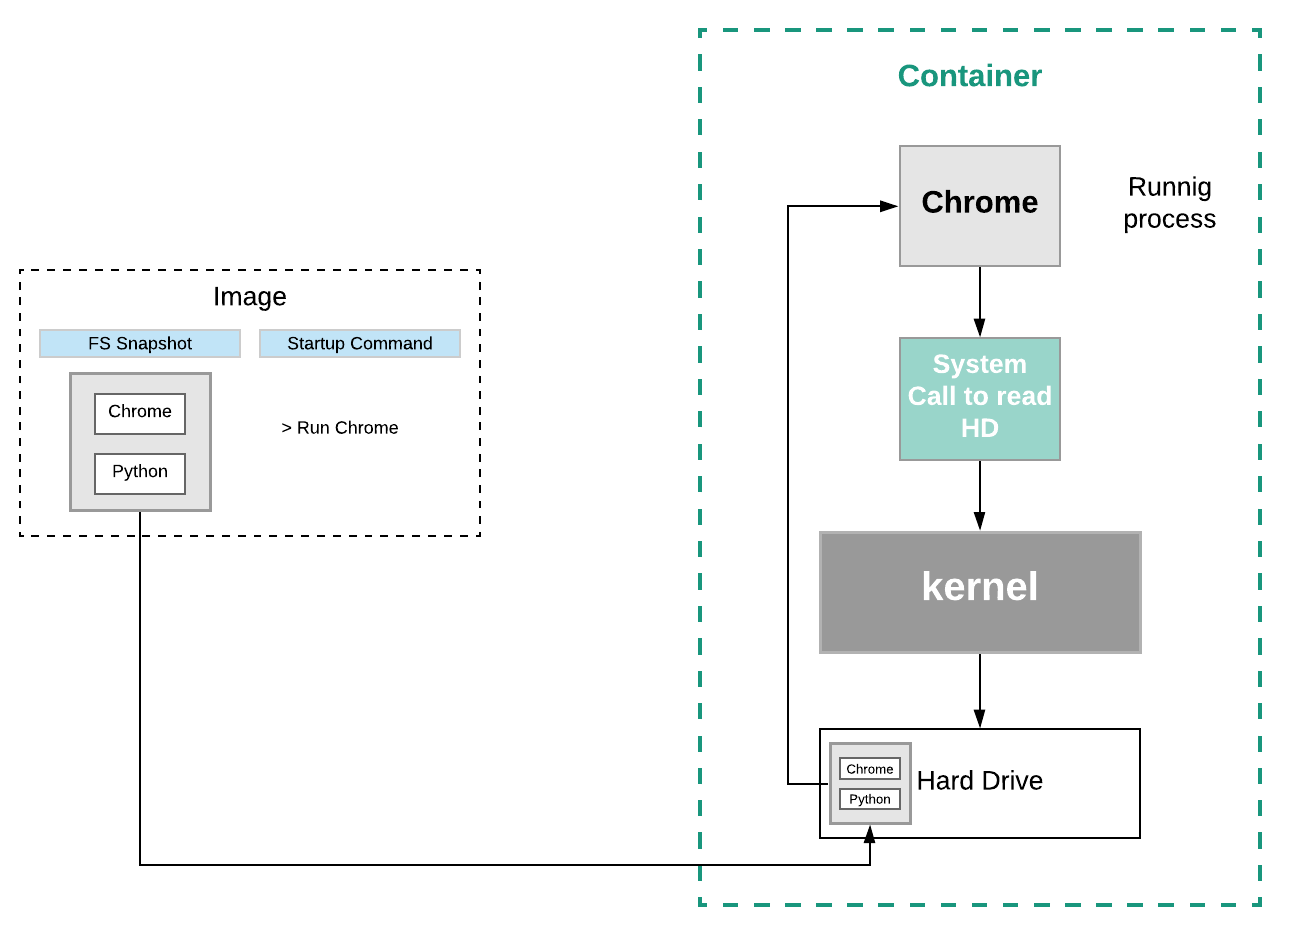 Container
Chrome
Runnig
process
Image
FS Snapshot
Startup Command
Chrome
Python
> Run Chrome
System
Call to read
HD
kernel
Chrome
Python
Hard Drive